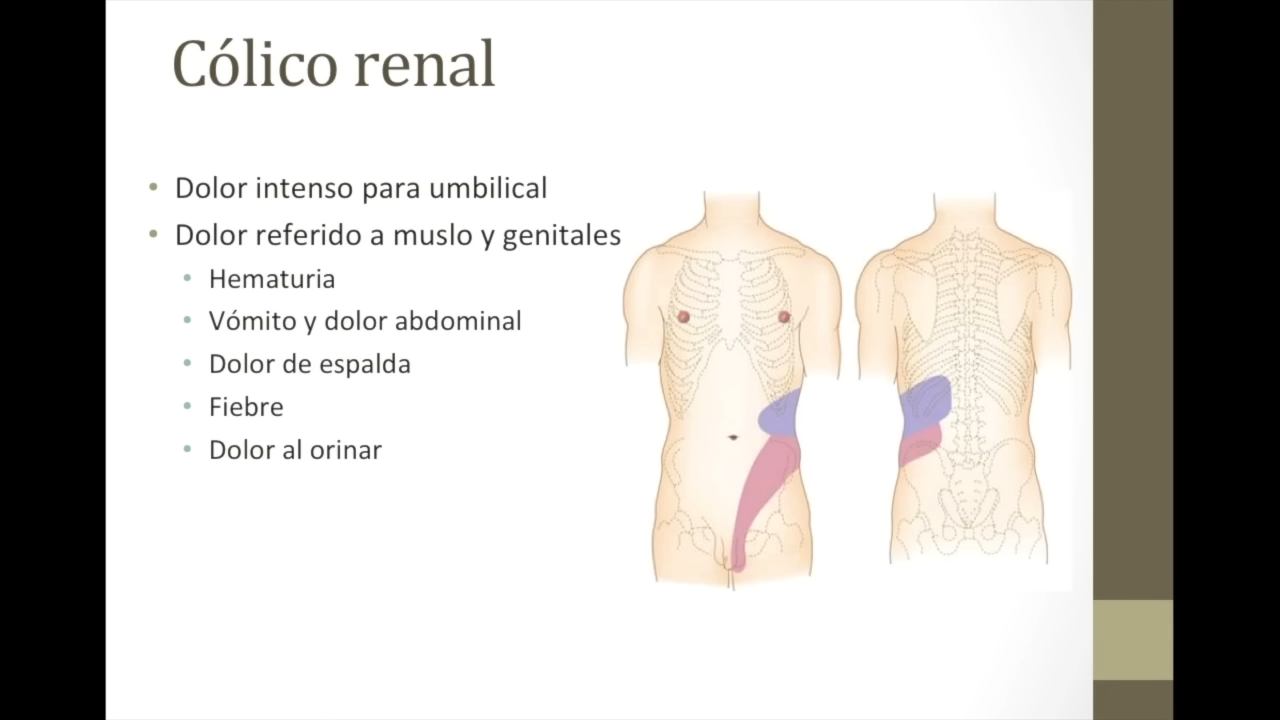 Cólico renal
Dolor intenso para umbilical
Dolor referido a muslo y genitales
Hematuria
Vómito y dolor abdominal
Dolor de espalda
Fiebre
Dolor al orinar